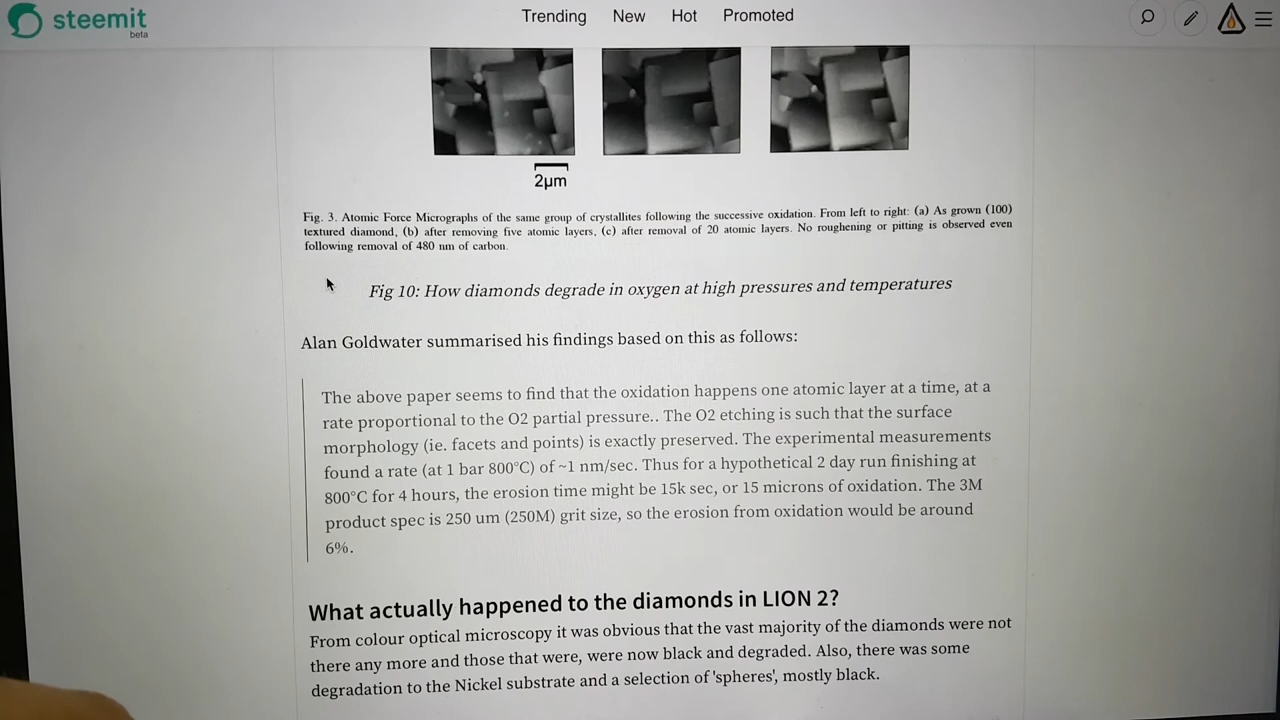 steemit
beta
Trending New Hot Promoted
2µm
Fig. 3. Atomic Force Micrographs of the same group of crystallites following the successive oxidation. From left to right: (a) As grown (100)
textured diamond, (b) after removing five atomic layers, (c) after removal of 20 atomic layers. No roughening or pitting is observed even
following removal of 480 nm of carbon.
Fig 10: How diamonds degrade in oxygen at high pressures and temperatures
Alan Goldwater summarised his findings based on this as follows:
The above paper seems to find that the oxidation happens one atomic layer at a time, at a
rate proportional to the O2 partial pressure.. The O2 etching is such that the surface
morphology (ie. facets and points) is exactly preserved. The experimental measurements
found a rate (at 1 bar 800°C) of ~1 nm/sec. Thus for a hypothetical 2 day run finishing at
800°C for 4 hours, the erosion time might be 15k sec, or 15 microns of oxidation. The 3M
product spec is 250 um (250M) grit size, so the erosion from oxidation would be around
6%.
What actually happened to the diamonds in LION 2?
From colour optical microscopy it was obvious that the vast majority of the diamonds were not
there any more and those that were, were now black and degraded. Also, there was some
degradation to the Nickel substrate and a selection of 'spheres', mostly black.